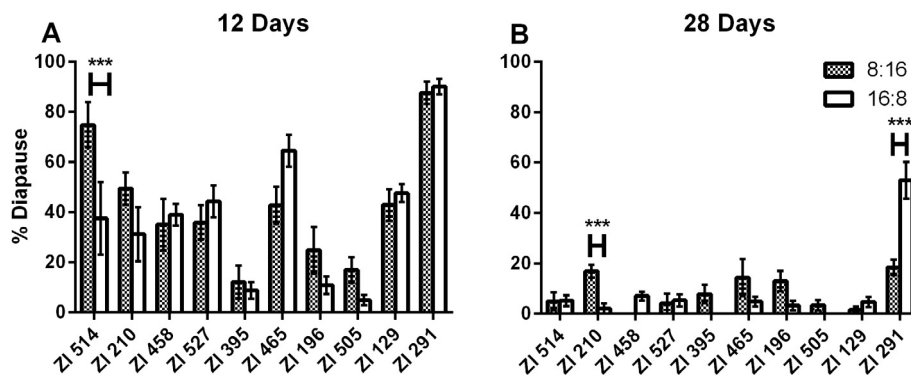 A 12 Days
% Diapause
100
80
60
40
20
0
***
ZI 514
ZI 210
ZI 458
ZI 527
ZI 395
ZI 465
ZI 196
ZI 505
ZI 129
ZI 291
B 28 Days
100
80
60
40
20
0
8:16
16:8
***
***
ZI 514
ZI 210
ZI 458
ZI 527
ZI 395
ZI 465
ZI 196
ZI 505
ZI 129
ZI 291